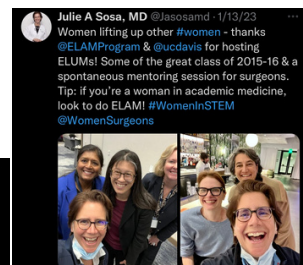 Julie A Sosa, MD @Jasosamd · 1/13/23
Women lifting up other #women - thanks
@ELAMProgram & @ucdavis for hosting
ELUMs! Some of the great class of 2015-16 & a
spontaneous mentoring session for surgeons.
Tip: if you're a woman in academic medicine,
look to do ELAM! #WomenInSTEM
@WomenSurgeons